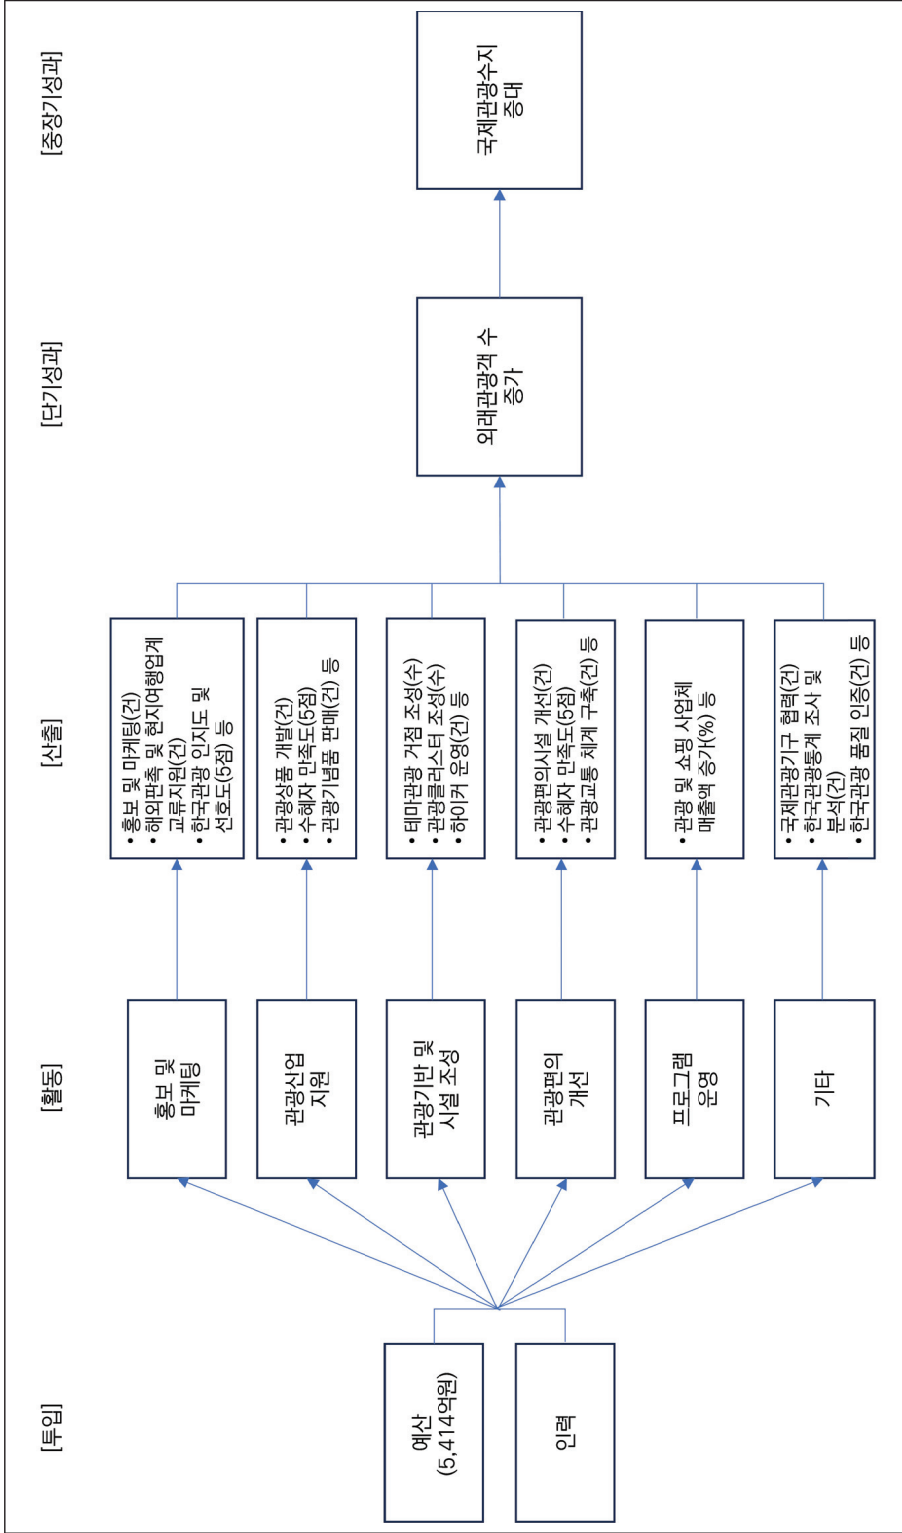 [투입]
[활동]
[산출]
[단기성과]
[중장기성과]
예산
(5,414억원)
인력
홍보 및
마케팅
관광산업
지원
관광기반 및
시설 조성
관광편의
개선
프로그램
운영
기타
• 홍보 및 마케팅(건)
• 해외판촉 및 현지여행업계
교류지원(건)
• 한국관광 인지도 및
선호도(5점) 등
• 관광상품 개발(건)
• 수혜자 만족도(5점)
• 관광기념품 판매(건) 등
• 테마관광 거점 조성(수)
• 관광클러스터 조성(수)
• 하이커 운영(건) 등
• 관광편의시설 개선(건)
• 수혜자 만족도(5점)
• 관광교통 체계 구축(건) 등
• 관광 및 쇼핑 사업체
매출액 증가(%) 등
• 국제관광기구 협력(건)
• 한국관광통계 조사 및
분석(건)
• 한국관광 품질 인증(건) 등
외래관광객 수
증가
국제관광수지
증대